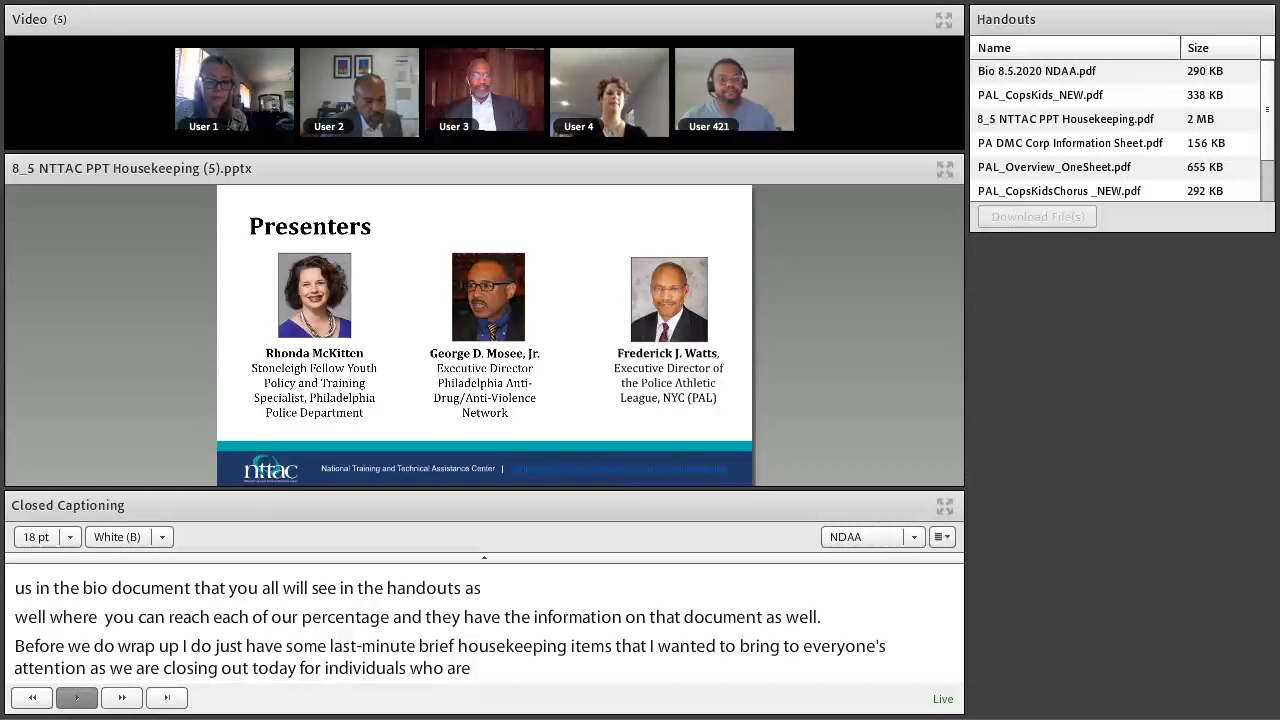 Video (5)
User 1
User 2
User 3
User 4
User 421
8_5 NTTAC PPT Housekeeping (5).pptx
Presenters
Rhonda McKitten
Stoneleigh Fellow Youth
Policy and Training
Specialist, Philadelphia
Police Department
George D. Mosee, Jr.
Executive Director
Philadelphia Anti-
Drug/Anti-Violence
Network
Frederick J. Watts,
Executive Director of
the Police Athletic
League, NYC (PAL)
nttac
National Training and Technical Assistance Center |
Closed Captioning
18 pt
White (B)
NDAA
us in the bio document that you all will see in the handouts as
well where  you can reach each of our percentage and they have the information on that document as well.
Before we do wrap up I do just have some last-minute brief housekeeping items that I wanted to bring to everyone's
attention as we are closing out today for individuals who are
Live
Handouts
Name Size
Bio 8.5.2020 NDAA.pdf 290 KB
PAL_CopsKids_NEW.pdf 338 KB
8_5 NTTAC PPT Housekeeping.pdf 2 MB
PA DMC Corp Information Sheet.pdf 156 KB
PAL_Overview_OneSheet.pdf 655 KB
PAL_CopsKidsChorus _NEW.pdf 292 KB
Download File(s)